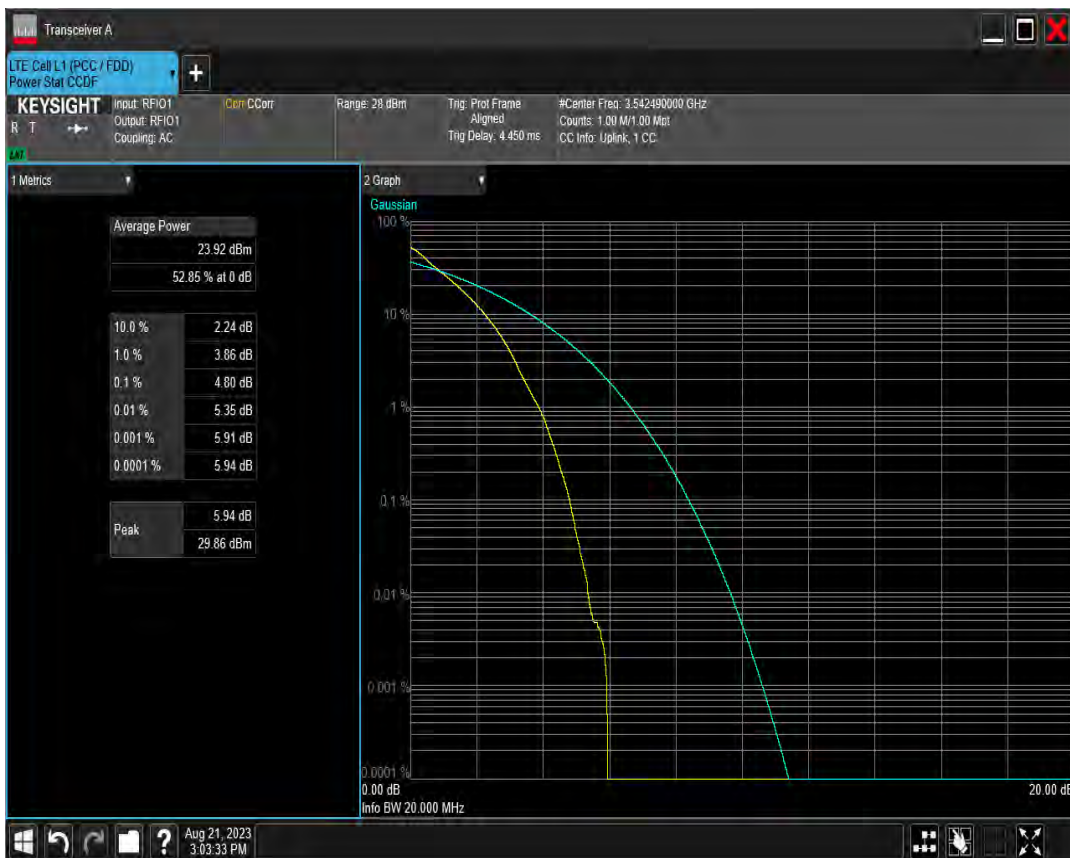 Transceiver A
LTE Cell L1 (PCC / FDD)
Power Stat CCDF
KEYSIGHT
R T
LNI
Input: RFIO1
Output: RFIO1
Coupling: AC
Corr CCorr
Range: 28 dBm
Trig: Prot Frame
Aligned
Trig Delay: 4.450 ms
#Center Freq: 3.542490000 GHz
Counts: 1.00 M/1.00 Mpt
CC Info: Uplink, 1 CC
1 Metrics
Average Power
23.92 dBm
52.85 % at 0 dB
10.0 % 2.24 dB
1.0 % 3.86 dB
0.1 % 4.80 dB
0.01 % 5.35 dB
0.001 % 5.91 dB
0.0001 % 5.94 dB
Peak
5.94 dB
29.86 dBm
2 Graph
Gaussian
100 %
10 %
1 %
0.1 %
0.01 %
0.001 %
0.0001 %
0.00 dB
20.00 dB
Info BW 20.000 MHz
?
Aug 21, 2023
3:03:33 PM